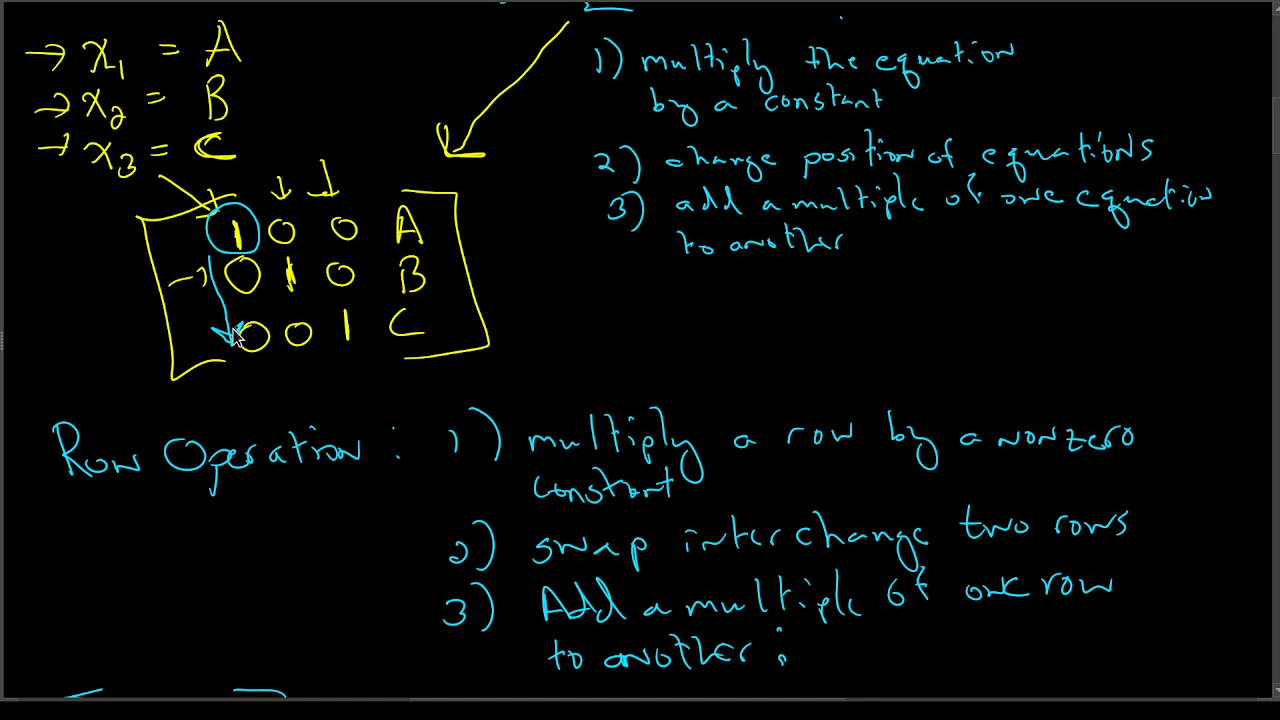 → x₁ = A
→ x₂ = B
→ x₃ = C
1 0 0 A
→ 0 1 0 B
0 0 1 C
1) multiply the equation
by a constant
2) change position of equations
3) add a multiple of one equation
to another
Row Operation : 1) multiply a row by a nonzero
constant
2) swap interchange two rows
3) Add a multiple of one row
to another :